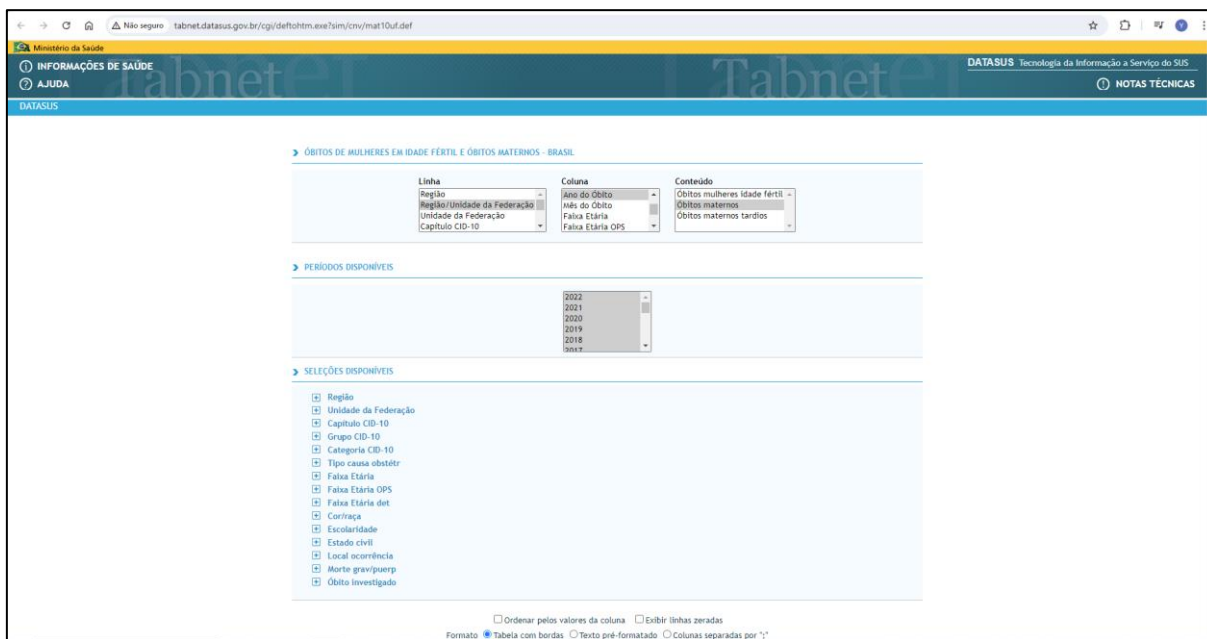 Não seguro tabnet.datasus.gov.br/cgi/deftohtm.exe?sim/cnv/mat10uf.def
Ministério da Saúde
INFORMAÇÕES DE SAÚDE
AJUDA
Tabnet
Tabnet
DATASUS Tecnologia da Informação a Serviço do SUS
NOTAS TÉCNICAS
DATASUS
ÓBITOS DE MULHERES EM IDADE FÉRTIL E ÓBITOS MATERNOS - BRASIL
Linha
Região
Região/Unidade da Federação
Unidade da Federação
Capítulo CID-10
Coluna
Ano do Óbito
Mês do Óbito
Faixa Etária
Faixa Etária OPS
Conteúdo
Óbitos mulheres idade fértil
Óbitos maternos
Óbitos maternos tardios
PERÍODOS DISPONÍVEIS
2022
2021
2020
2019
2018
2017
SELEÇÕES DISPONÍVEIS
Região
Unidade da Federação
Capítulo CID-10
Grupo CID-10
Categoria CID-10
Tipo causa obstétr
Faixa Etária
Faixa Etária OPS
Faixa Etária det
Cor/raça
Escolaridade
Estado civil
Local ocorrência
Morte grav/puerp
Óbito investigado
Ordenar pelos valores da coluna Exibir linhas zeradas
Formato Tabela com bordas Texto pré-formatado Colunas separadas por ";"